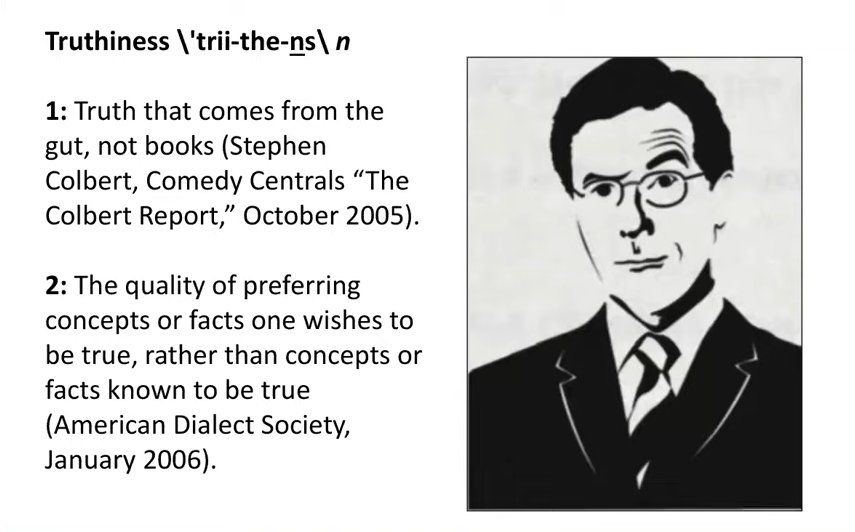 Truthiness \'trii-the-ns\ n
1: Truth that comes from the
gut, not books (Stephen
Colbert, Comedy Centrals “The
Colbert Report,” October 2005).
2: The quality of preferring
concepts or facts one wishes to
be true, rather than concepts or
facts known to be true
(American Dialect Society,
January 2006).